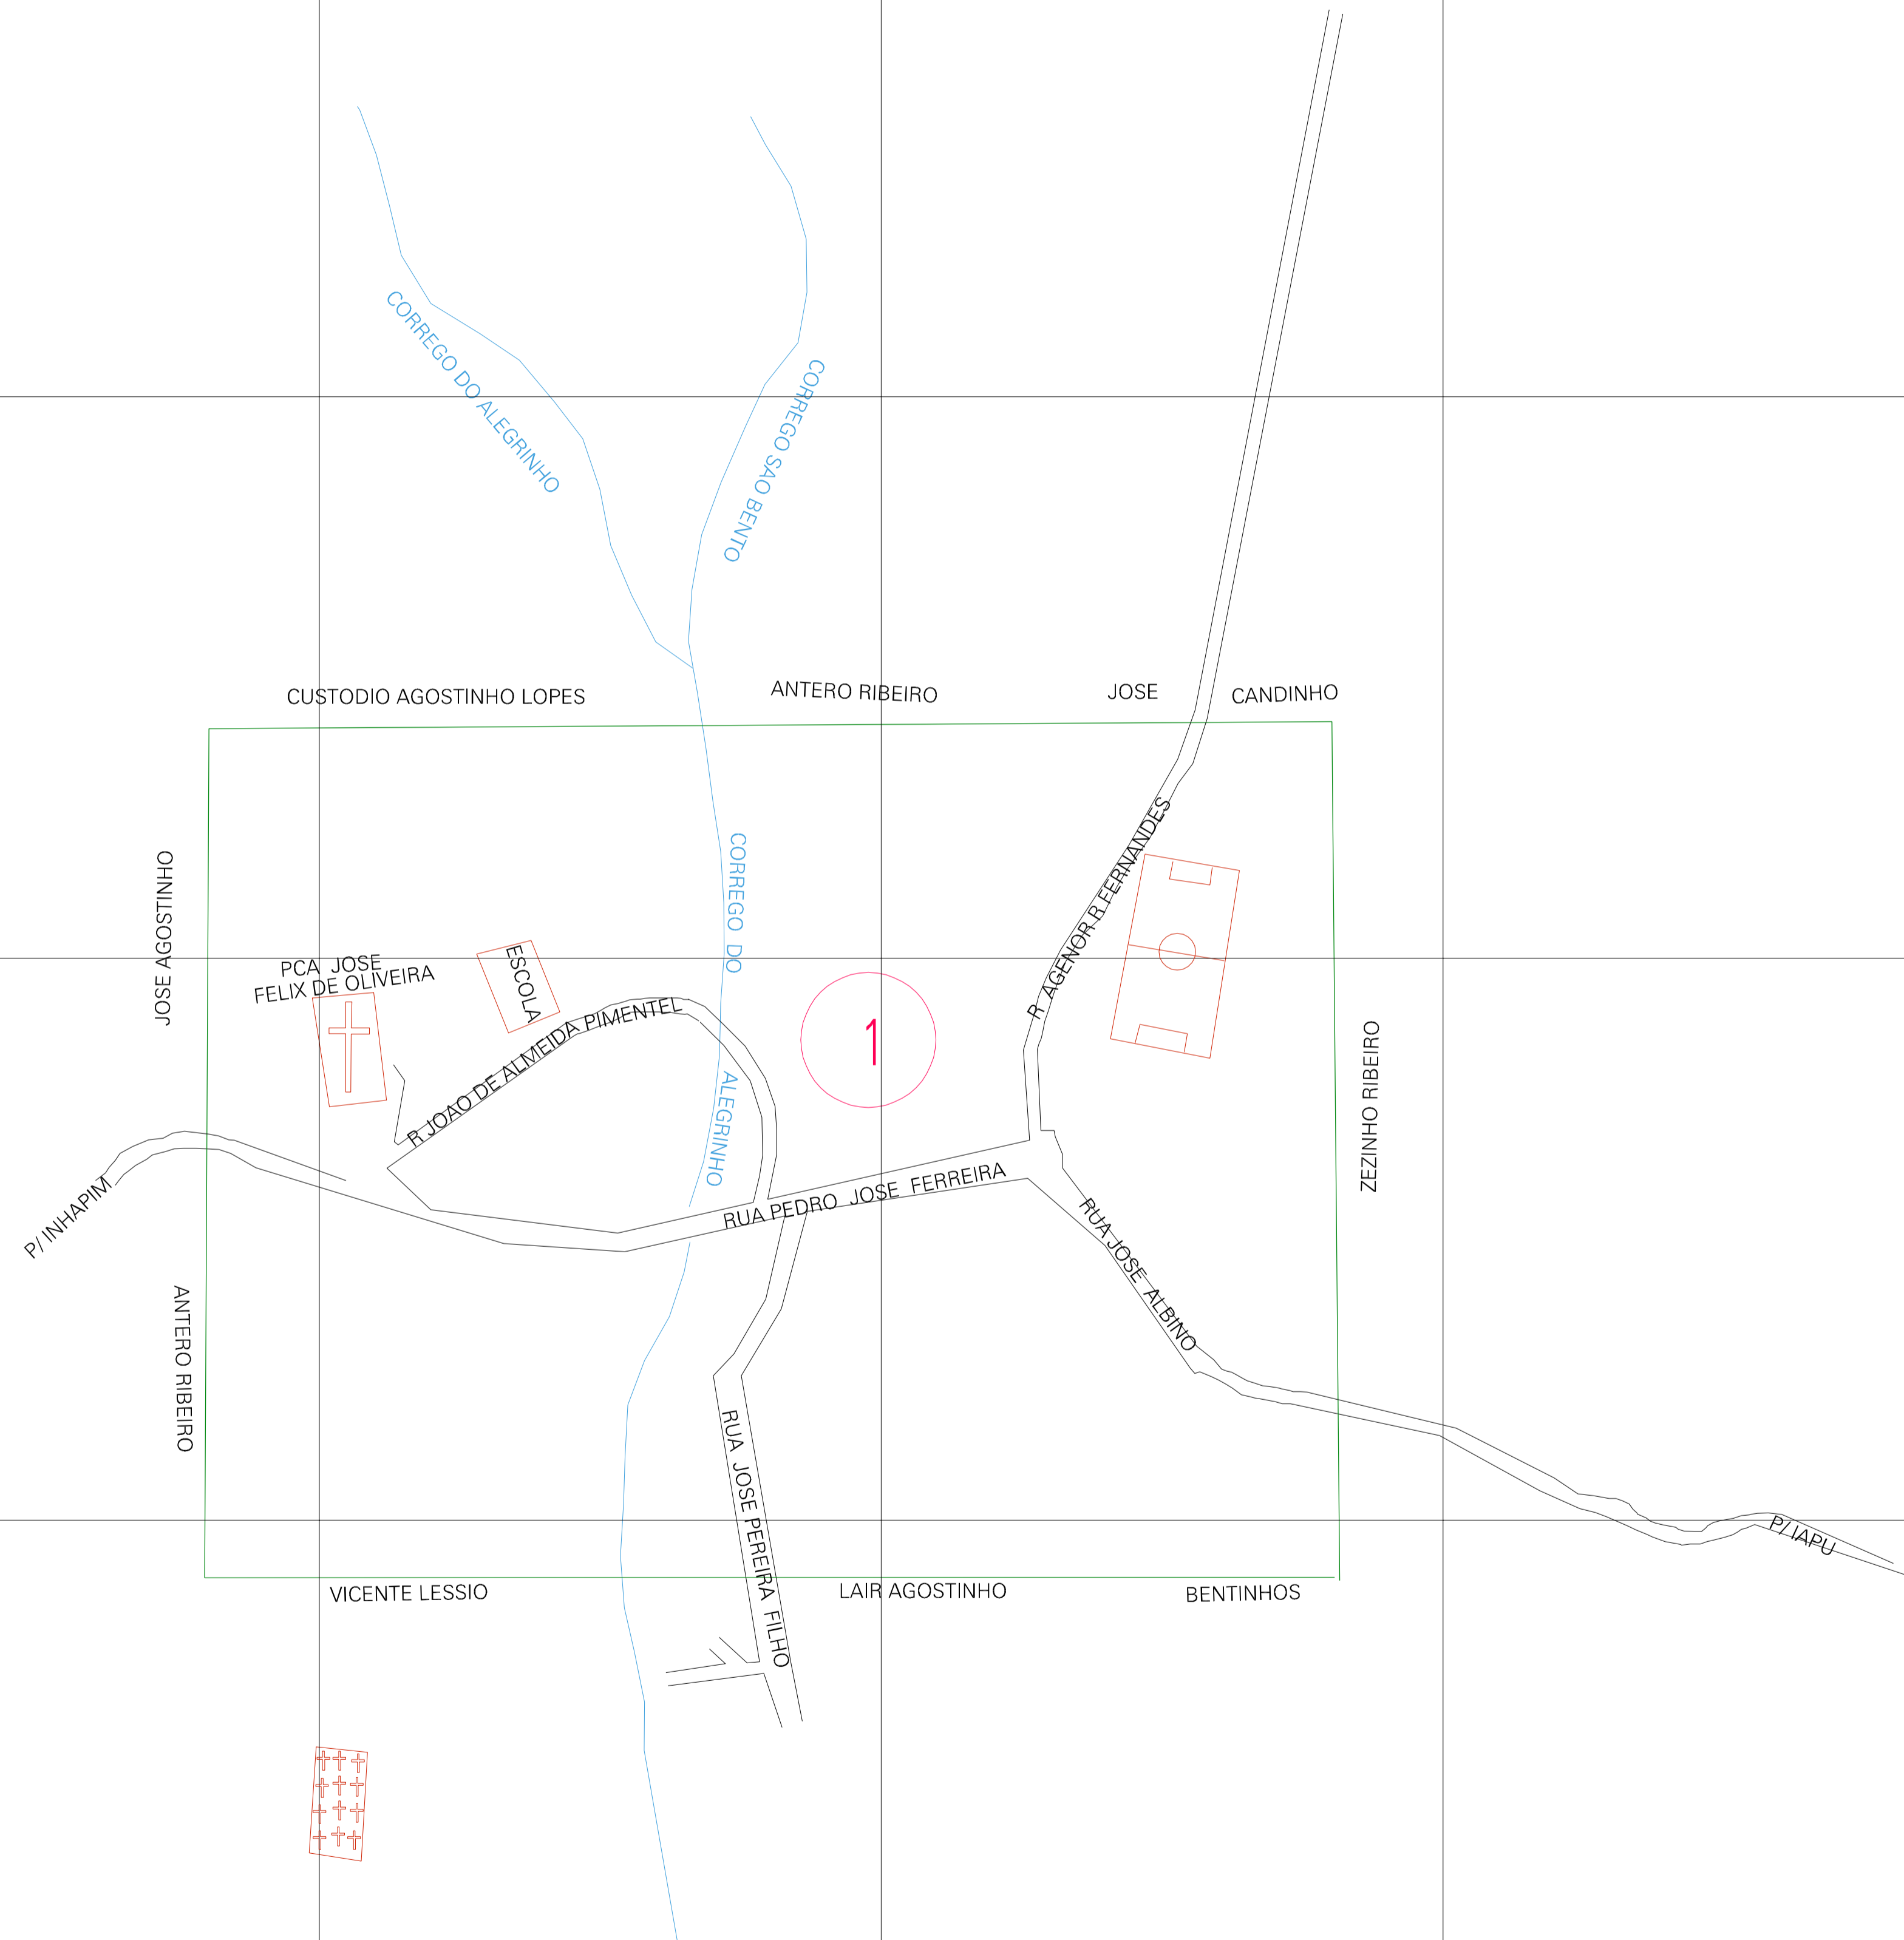 CORREGO DO ALEGRINHO
CORREGO SAO BENTO
CUSTODIO AGOSTINHO LOPES
ANTERO RIBEIRO
JOSE
CANDINHO
JOSE AGOSTINHO
CORREGO DO
ALEGRINHO
R AGENOR R FERNANDES
PCA JOSE
FELIX DE OLIVEIRA
ESCOLA
R JOAO DE ALMEIDA PIMENTEL
1
ZEZINHO RIBEIRO
P/ INHAPIM
RUA PEDRO JOSE FERREIRA
RUA JOSE ALBINO
ANTERO RIBEIRO
RUA JOSE PEREIRA FILHO
P/ IAPU
VICENTE LESSIO
LAIR AGOSTINHO
BENTINHOS